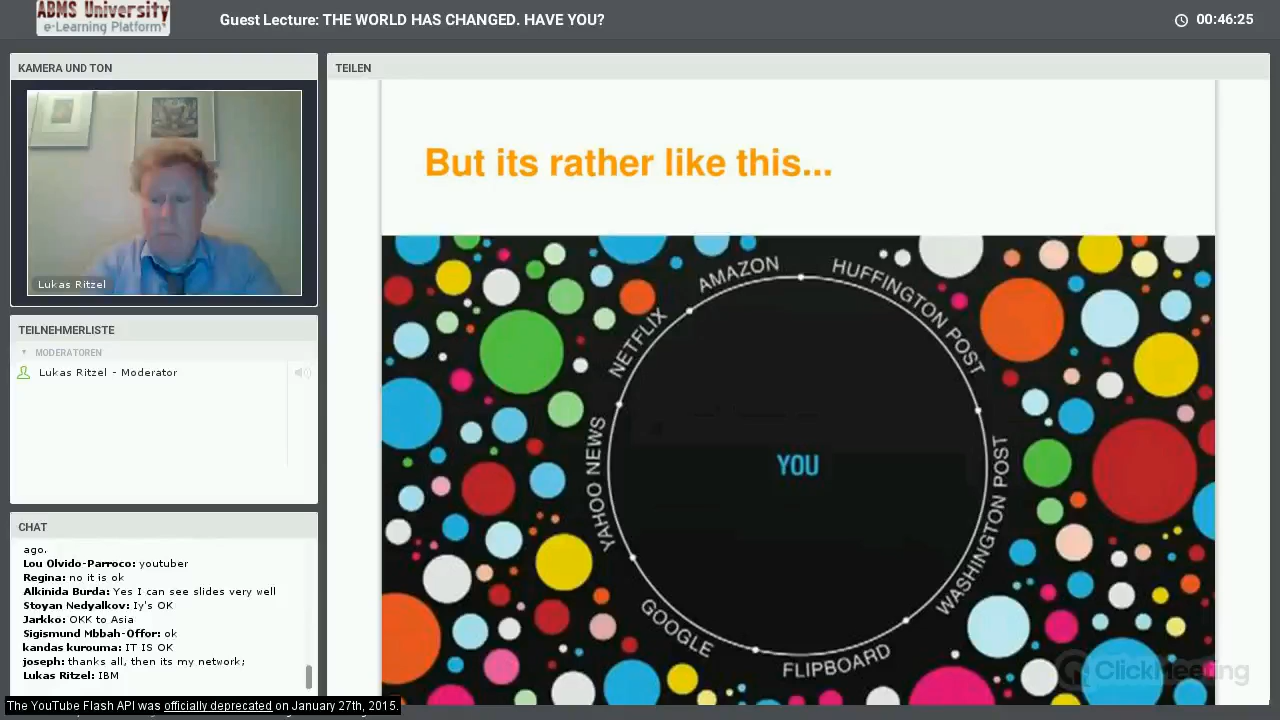 ABMS University
e-Learning Platform
Guest Lecture: THE WORLD HAS CHANGED. HAVE YOU?
00:46:25
KAMERA UND TON
Lukas Ritzel
TEILNEHMERLISTE
MODERATOREN
Lukas Ritzel - Moderator
CHAT
ago.
Lou Olvido-Parroco: youtuber
Regina: no it is ok
Alkinida Burda: Yes I can see slides very well
Stoyan Nedyalkov: Iy's OK
Jarkko: OKK to Asia
Sigismund Mbbah-Offor: ok
kandas kurouma: IT IS OK
joseph: thanks all, then its my network;
Lukas Ritzel: IBM
The YouTube Flash API was officially deprecated on January 27th, 2015.
TEILEN
But its rather like this...
AMAZON
HUFFINGTON POST
NETFLIX
YAHOO NEWS
YOU
WASHINGTON POST
GOOGLE
FLIPBOARD
ClickMeeting